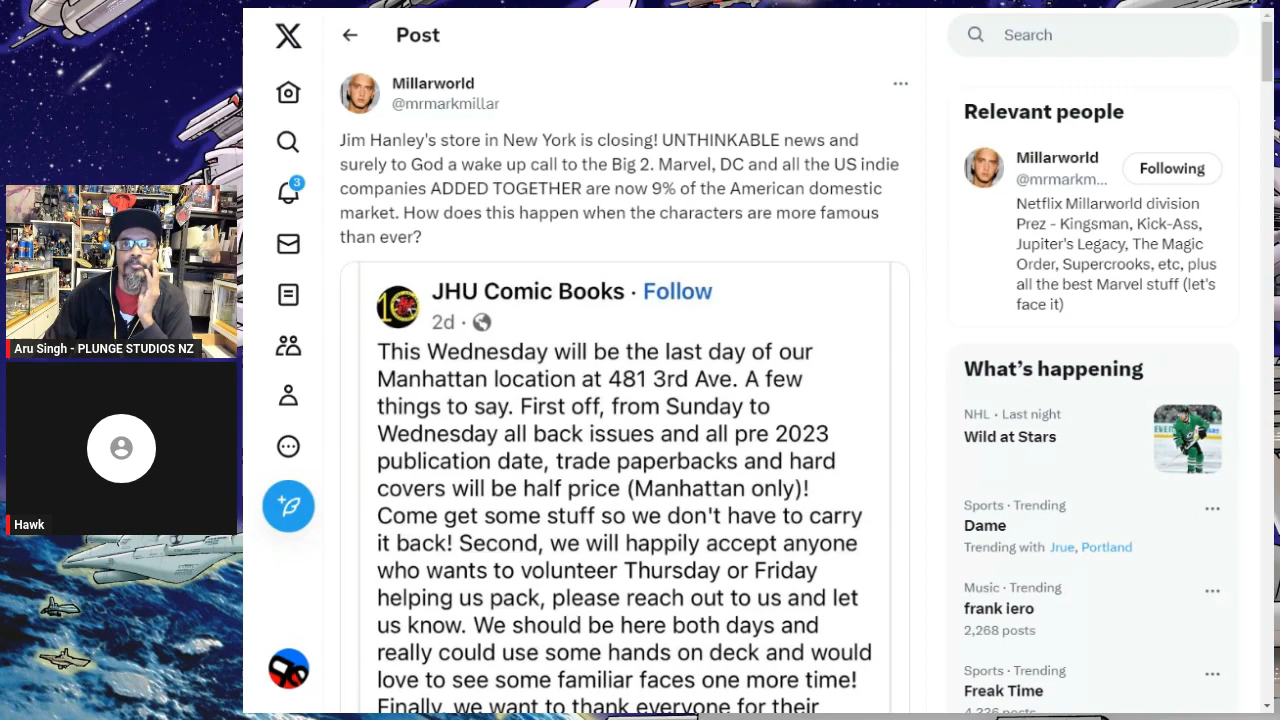 Post
Search
Millarworld
@mrmarkmillar
Jim Hanley's store in New York is closing! UNTHINKABLE news and
surely to God a wake up call to the Big 2. Marvel, DC and all the US indie
companies ADDED TOGETHER are now 9% of the American domestic
market. How does this happen when the characters are more famous
than ever?
JHU Comic Books · Follow
2d ·
This Wednesday will be the last day of our
Manhattan location at 481 3rd Ave. A few
things to say. First off, from Sunday to
Wednesday all back issues and all pre 2023
publication date, trade paperbacks and hard
covers will be half price (Manhattan only)!
Come get some stuff so we don't have to carry
it back! Second, we will happily accept anyone
who wants to volunteer Thursday or Friday
helping us pack, please reach out to us and let
us know. We should be here both days and
really could use some hands on deck and would
love to see some familiar faces one more time!
Finally, we want to thank everyone for their
Relevant people
Millarworld
@mrmarkm...
Following
Netflix Millarworld division
Prez - Kingsman, Kick-Ass,
Jupiter's Legacy, The Magic
Order, Supercrooks, etc, plus
all the best Marvel stuff (let's
face it)
What's happening
NHL · Last night
Wild at Stars
Sports · Trending
Dame
Trending with Jrue, Portland
Music · Trending
frank iero
2,268 posts
Sports · Trending
Freak Time
3
Aru Singh - PLUNGE STUDIOS NZ
Hawk